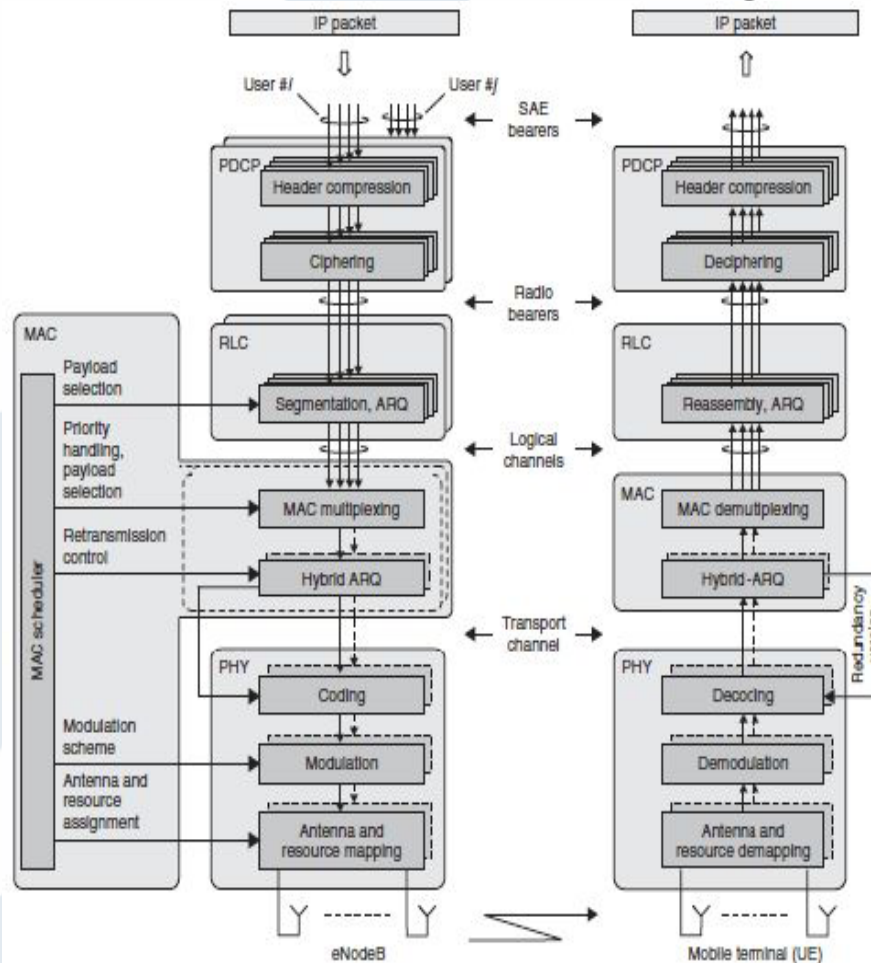 IP packet
IP packet
User #i
User #j
SAE
bearers
PDCP
Header compression
Ciphering
PDCP
Header compression
Deciphering
Radio
bearers
MAC
RLC
Payload
selection
Segmentation, ARQ
RLC
Reassembly, ARQ
Priority
handling,
payload
selection
Logical
channels
MAC multiplexing
MAC
MAC demutiplexing
Retransmission
control
Hybrid ARQ
Hybrid-ARQ
MAC scheduler
Transport
channel
Redundancy
PHY
Coding
PHY
Decocing
Modulation
scheme
Modulation
Demodulation
Antenna and
resource
assignment
Antenna and
resource mapping
Antenna and
resource demapping
eNodeB
Mobile terminal (UE)